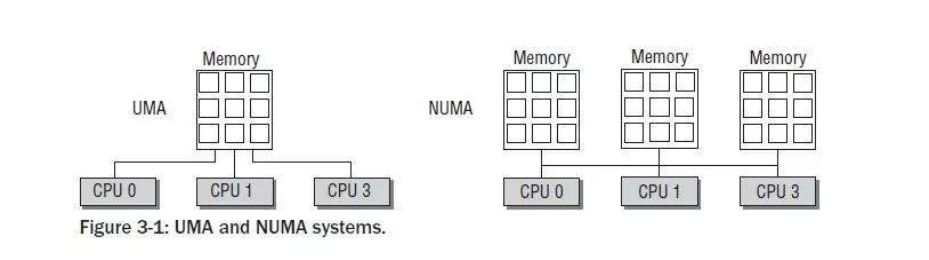 Memory
UMA
CPU 0 CPU 1 CPU 3
Memory Memory Memory
NUMA
CPU 0 CPU 1 CPU 3
Figure 3-1: UMA and NUMA systems.